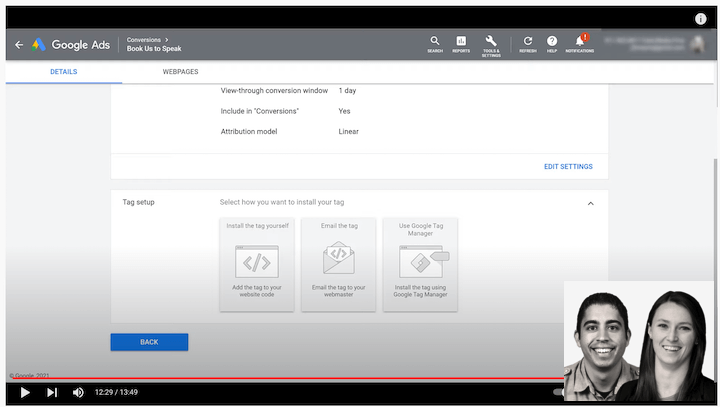 Google Ads
Conversions >
Book Us to Speak
SEARCH
REPORTS
TOOLS &
SETTINGS
REFRESH
HELP
NOTIFICATIONS
DETAILS
WEBPAGES
View-through conversion window 1 day
Include in "Conversions" Yes
Attribution model Linear
EDIT SETTINGS
Tag setup Select how you want to install your tag
Install the tag yourself
Add the tag to your
website code
Email the tag
Email the tag to your
webmaster
Use Google Tag
Manager
Install the tag using
Google Tag Manager
BACK
© Google, 2021
12:29 / 13:49